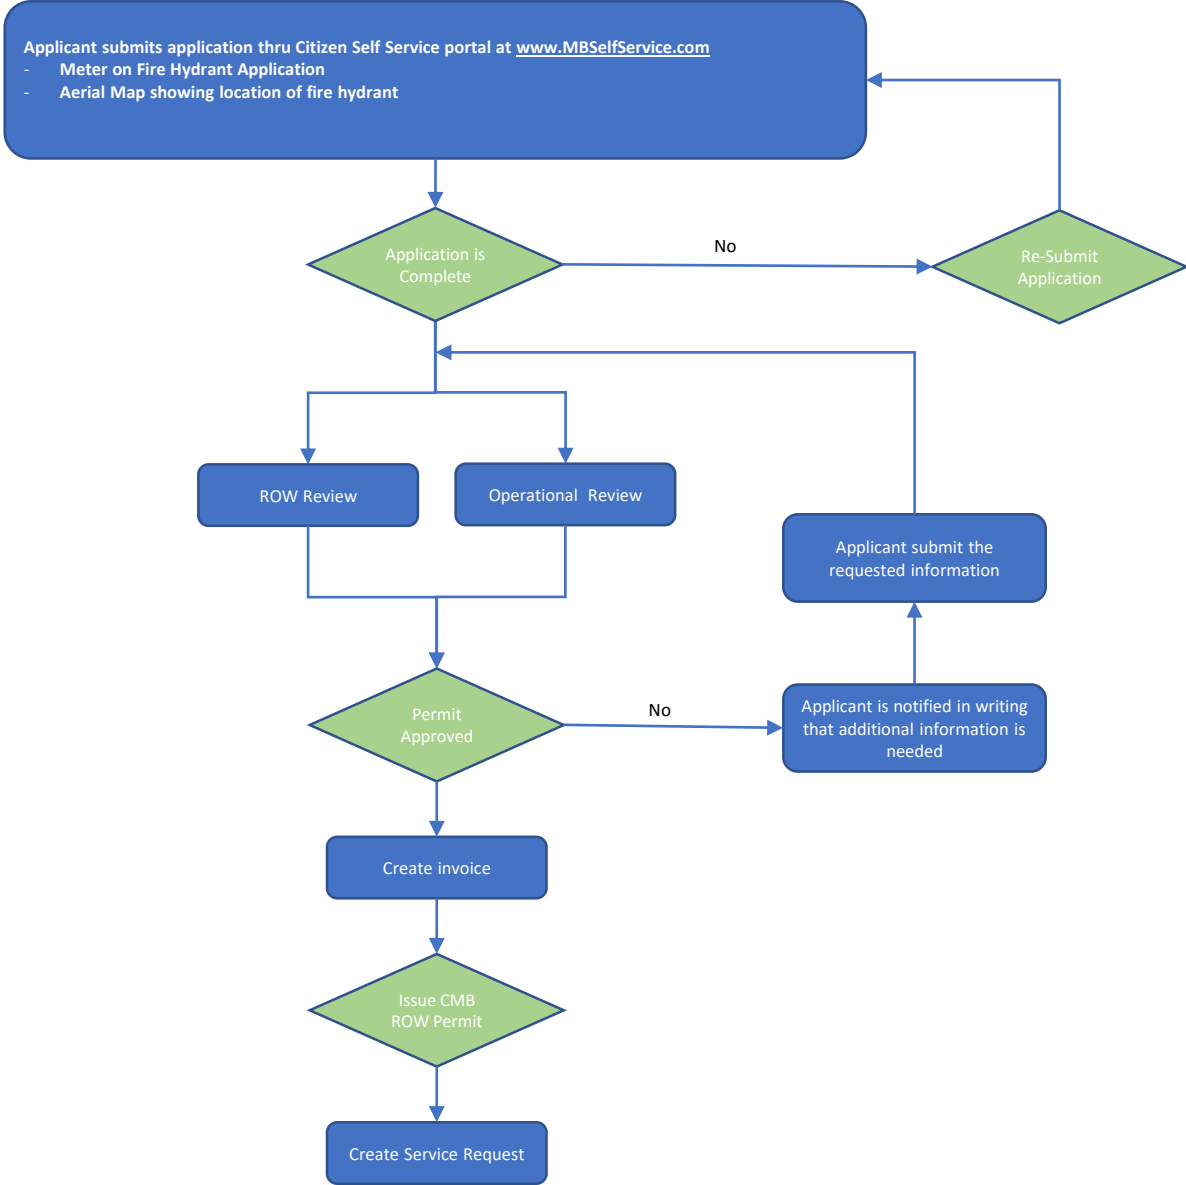 Applicant submits application thru Citizen Self Service portal at www.MBSelfService.com
- Meter on Fire Hydrant Application
- Aerial Map showing location of fire hydrant
Application is
Complete
No
Re-Submit
Application
ROW Review
Operational Review
Applicant submit the
requested information
Permit
Approved
No
Applicant is notified in writing
that additional information is
needed
Create invoice
Issue CMB
ROW Permit
Create Service Request